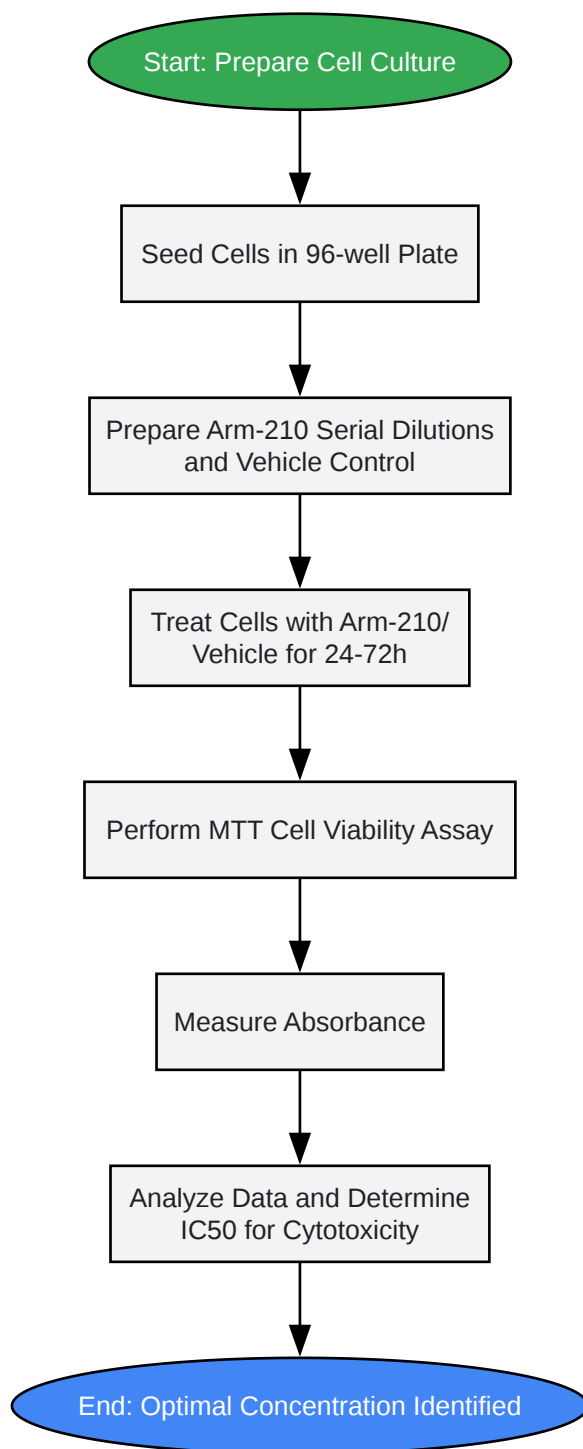 Start: Prepare Cell Culture
Seed Cells in 96-well Plate
Prepare Arm-210 Serial Dilutions
and Vehicle Control
Treat Cells with Arm-210/
Vehicle for 24-72h
Perform MTT Cell Viability Assay
Measure Absorbance
Analyze Data and Determine
IC50 for Cytotoxicity
End: Optimal Concentration Identified